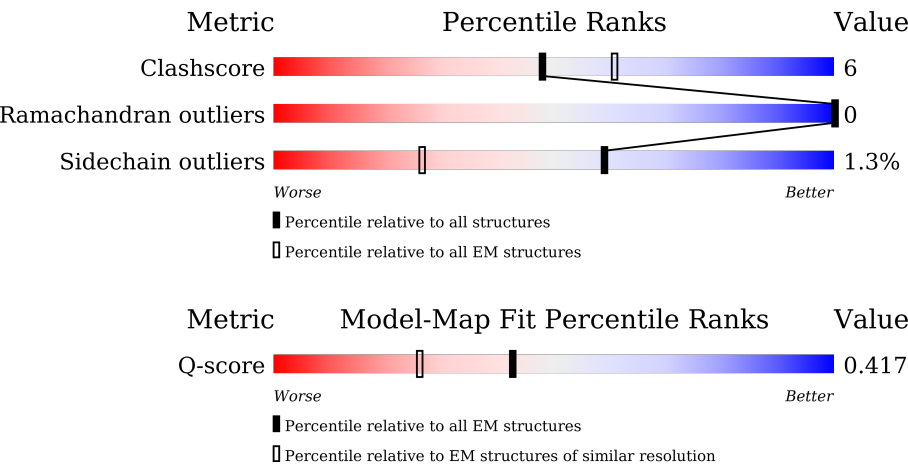 Metric Percentile Ranks Value
Clashscore 6
Ramachandran outliers 0
Sidechain outliers 1.3%
Worse Better
Percentile relative to all structures
Percentile relative to all EM structures
Metric Model-Map Fit Percentile Ranks Value
Q-score 0.417
Worse Better
Percentile relative to all EM structures
Percentile relative to EM structures of similar resolution